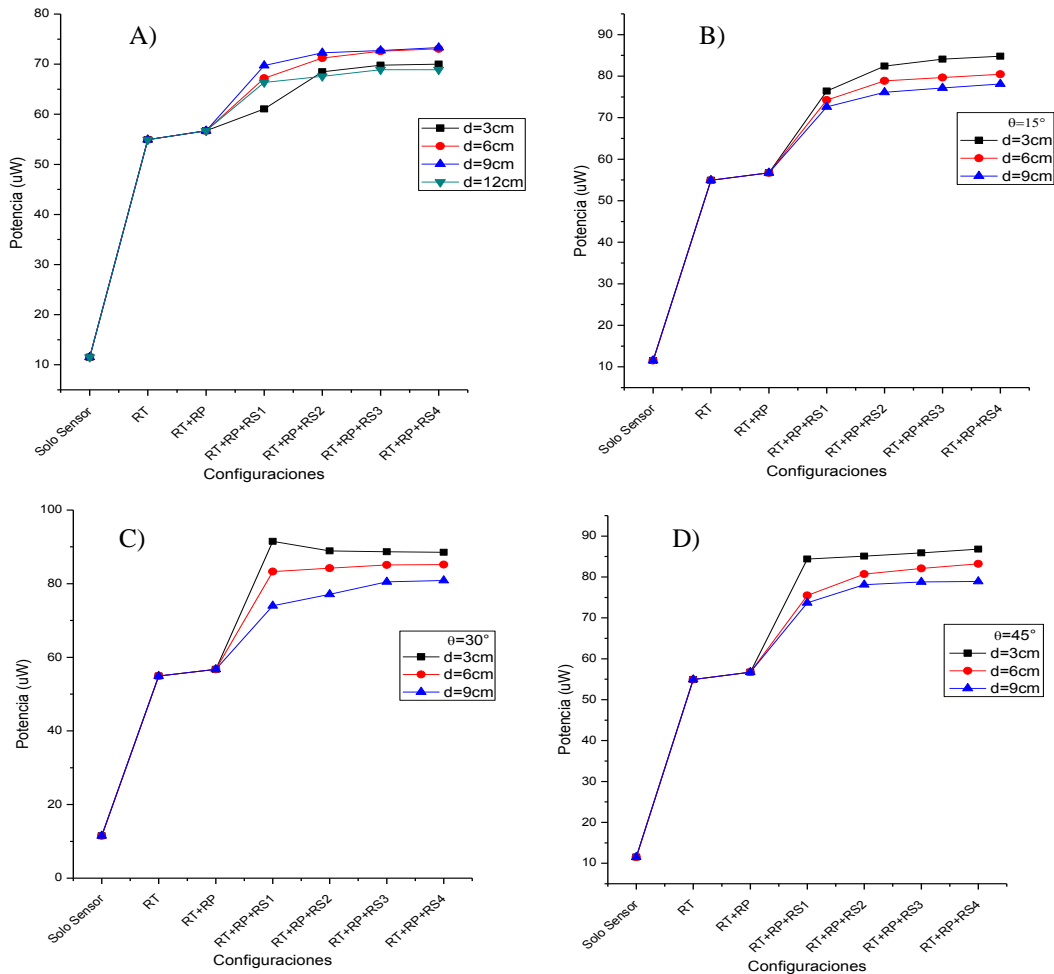 A)
80
70
60
50
40
30
20
10
Potencia (uW)
d=3cm
d=6cm
d=9cm
d=12cm
Solo Sensor
RT
RT+RP
RT+RP+RS1
RT+RP+RS2
RT+RP+RS3
RT+RP+RS4
Configuraciones
B)
90
80
70
60
50
40
30
20
10
Potencia (uW)
θ=15°
d=3cm
d=6cm
d=9cm
Solo Sensor
RT
RT+RP
RT+RP+RS1
RT+RP+RS2
RT+RP+RS3
RT+RP+RS4
Configuraciones
C)
100
80
60
40
20
0
Potencia (uW)
θ=30°
d=3cm
d=6cm
d=9cm
Solo Sensor
RT
RT+RP
RT+RP+RS1
RT+RP+RS2
RT+RP+RS3
RT+RP+RS4
Configuraciones
D)
90
80
70
60
50
40
30
20
10
Potencia (uW)
θ=45°
d=3cm
d=6cm
d=9cm
Solo Sensor
RT
RT+RP
RT+RP+RS1
RT+RP+RS2
RT+RP+RS3
RT+RP+RS4
Configuraciones